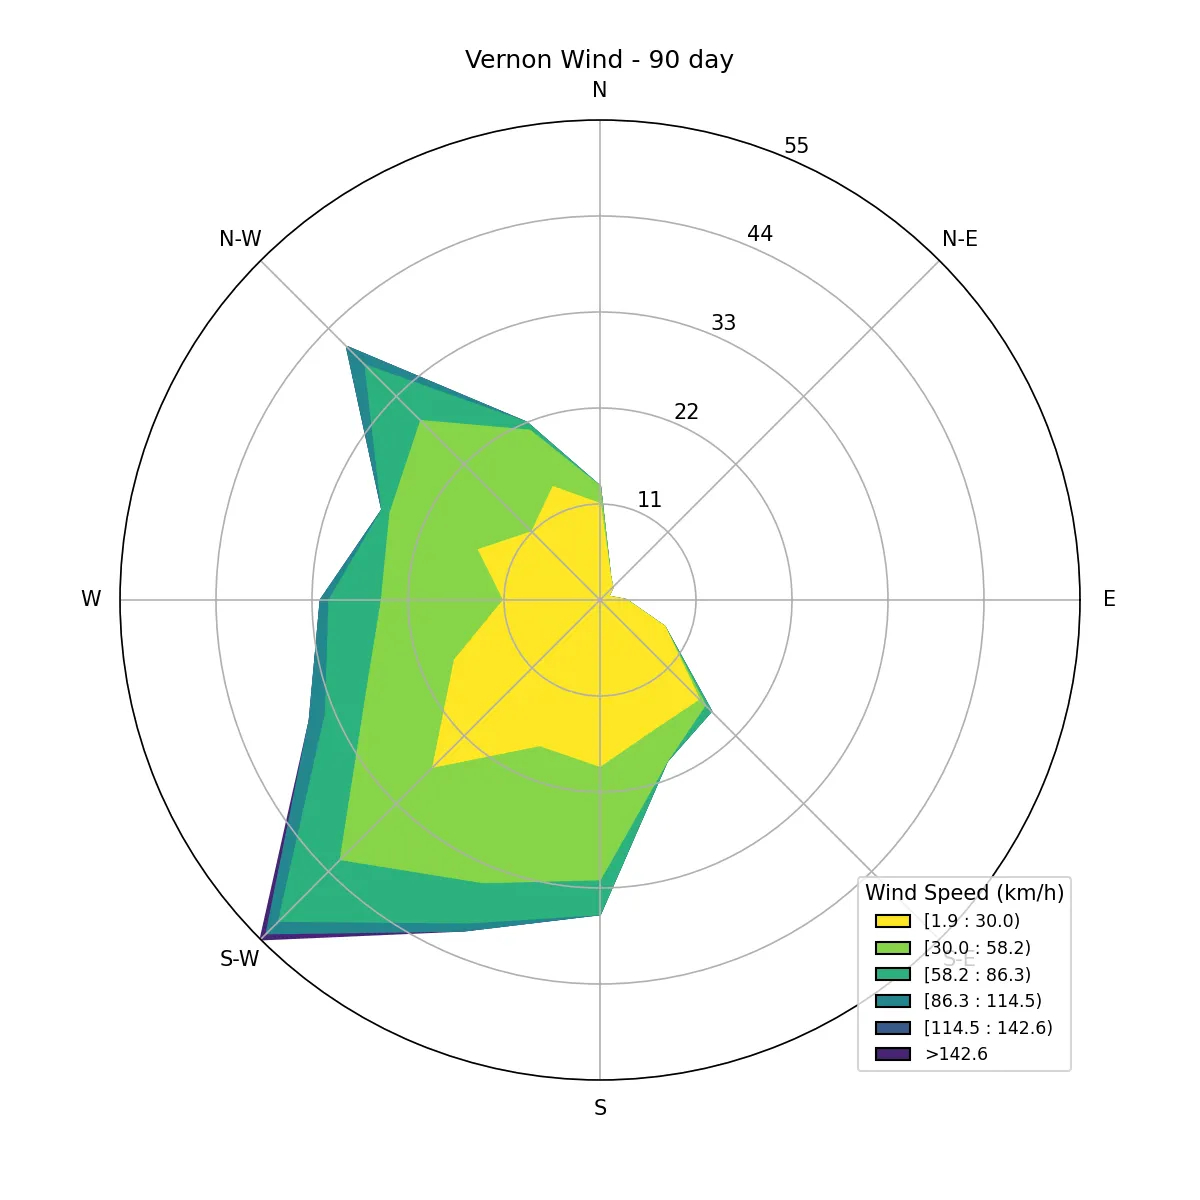 Vernon Wind - 90 day
N
55
N-W
44
N-E
33
22
11
W
E
S-W
S-E
S
Wind Speed (km/h)
[1.9 : 30.0)
[30.0 : 58.2)
[58.2 : 86.3)
[86.3 : 114.5)
[114.5 : 142.6)
>142.6